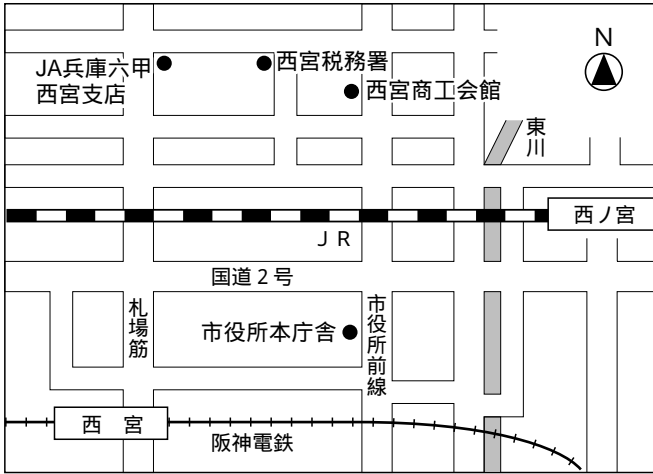 N
JA兵庫六甲
西宮支店
西宮税務署
西宮商工会館
東川
西ノ宮
ＪＲ
国道２号
札場筋
市役所本庁舎
市役所前線
西　宮
阪神電鉄